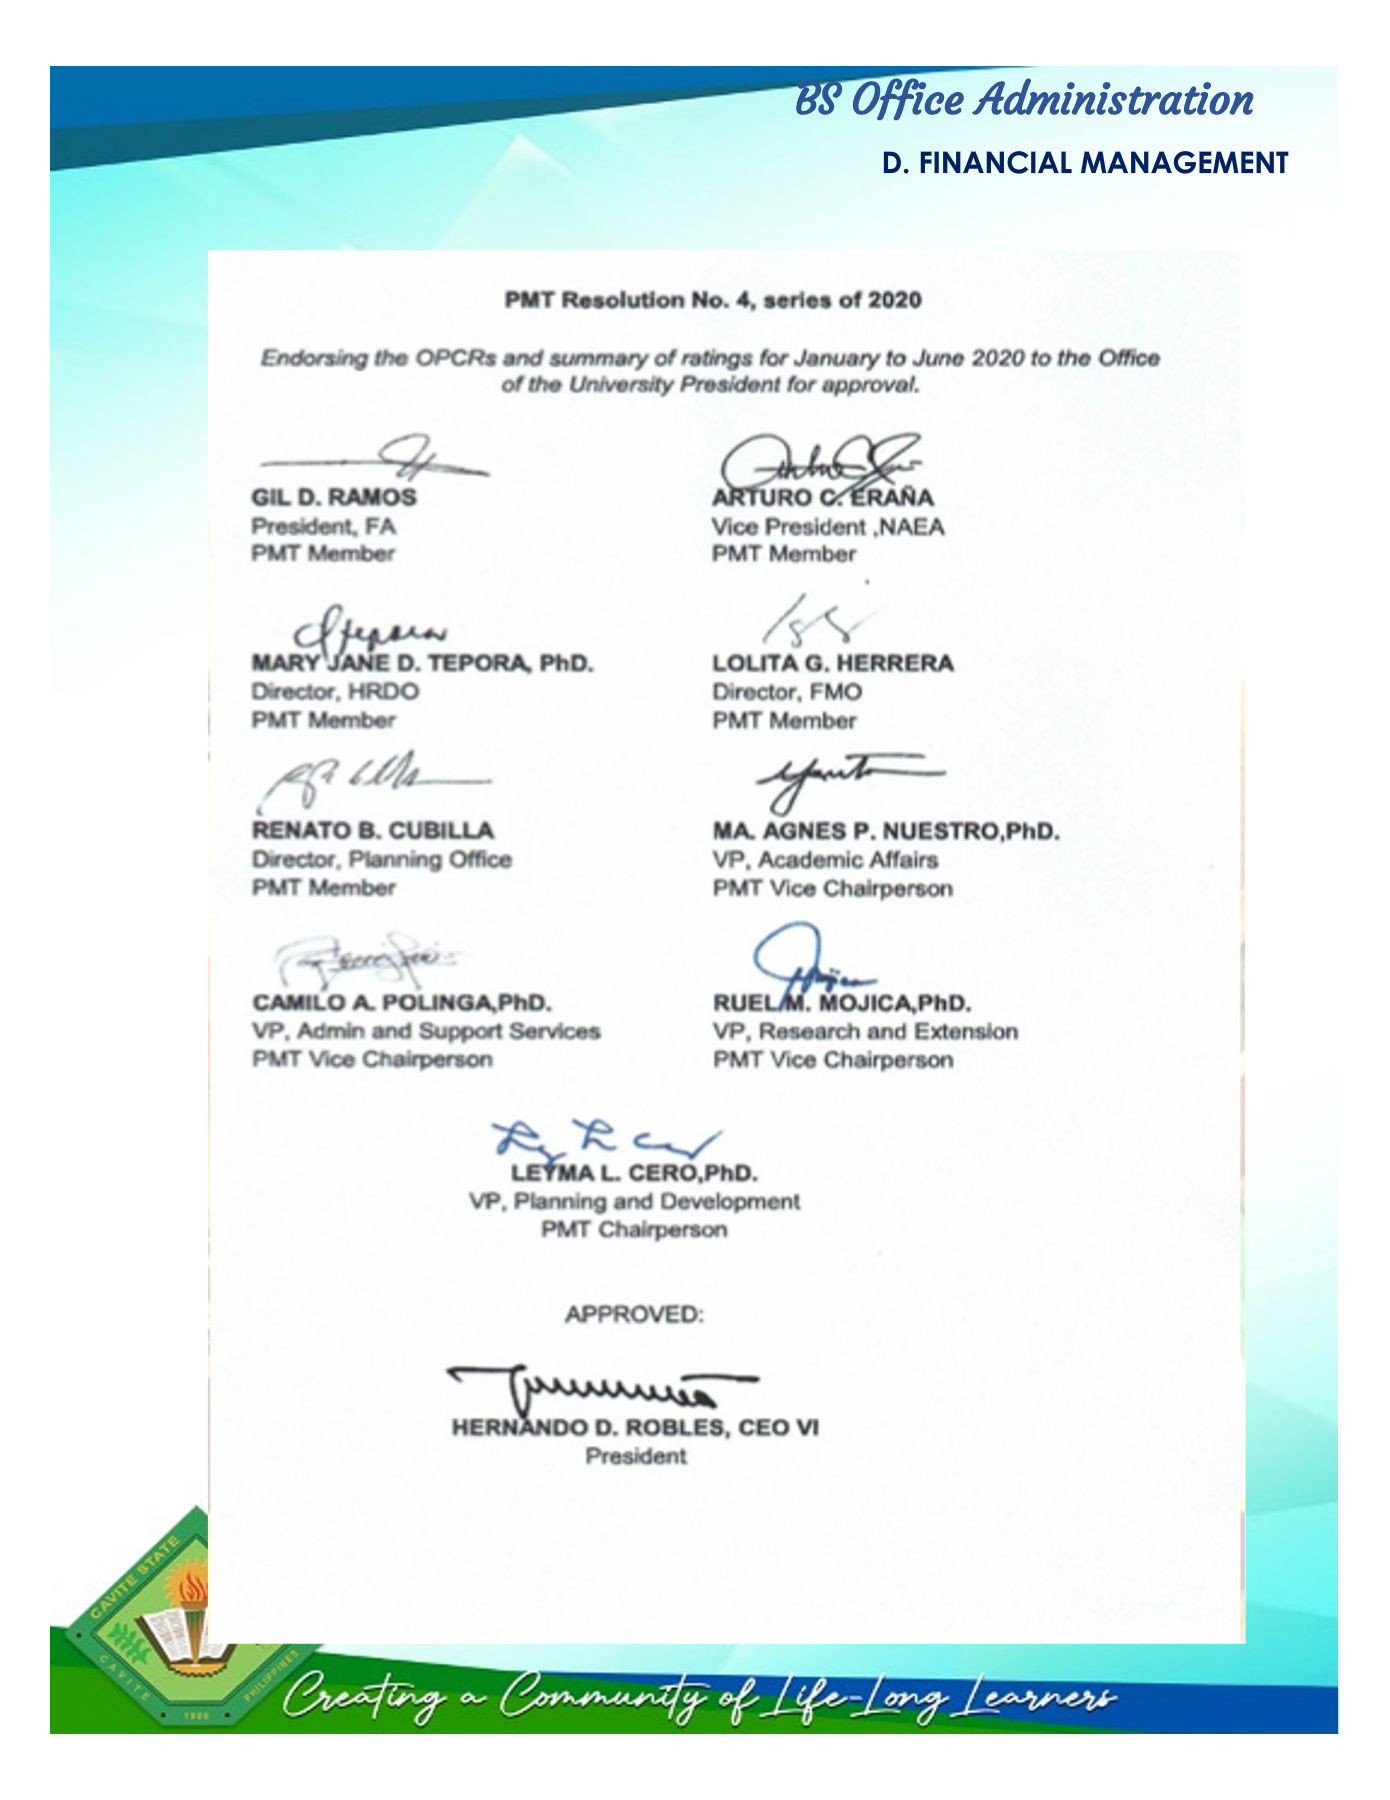 BS Office Administration
D. FINANCIAL MANAGEMENT
PMT Resolution No. 4, series of 2020
Endorsing the OPCRs and summary of ratings for January to June 2020 to the Office
of the University President for approval.
GIL D. RAMOS
President, FA
PMT Member
ARTURO C. ERAÑA
Vice President ,NAEA
PMT Member
MARY JANE D. TEPORA, PhD.
Director, HRDO
PMT Member
LOLITA G. HERRERA
Director, FMO
PMT Member
RENATO B. CUBILLA
Director, Planning Office
PMT Member
MA. AGNES P. NUESTRO,PhD.
VP, Academic Affairs
PMT Vice Chairperson
CAMILO A. POLINGA,PhD.
VP, Admin and Support Services
PMT Vice Chairperson
RUEL M. MOJICA,PhD.
VP, Research and Extension
PMT Vice Chairperson
LEYMA L. CERO,PhD.
VP, Planning and Development
PMT Chairperson
APPROVED:
HERNANDO D. ROBLES, CEO VI
President
CAVITE STATE
CAVITE
1906
PHILIPPINES
Creating a Community of Life-Long Learners